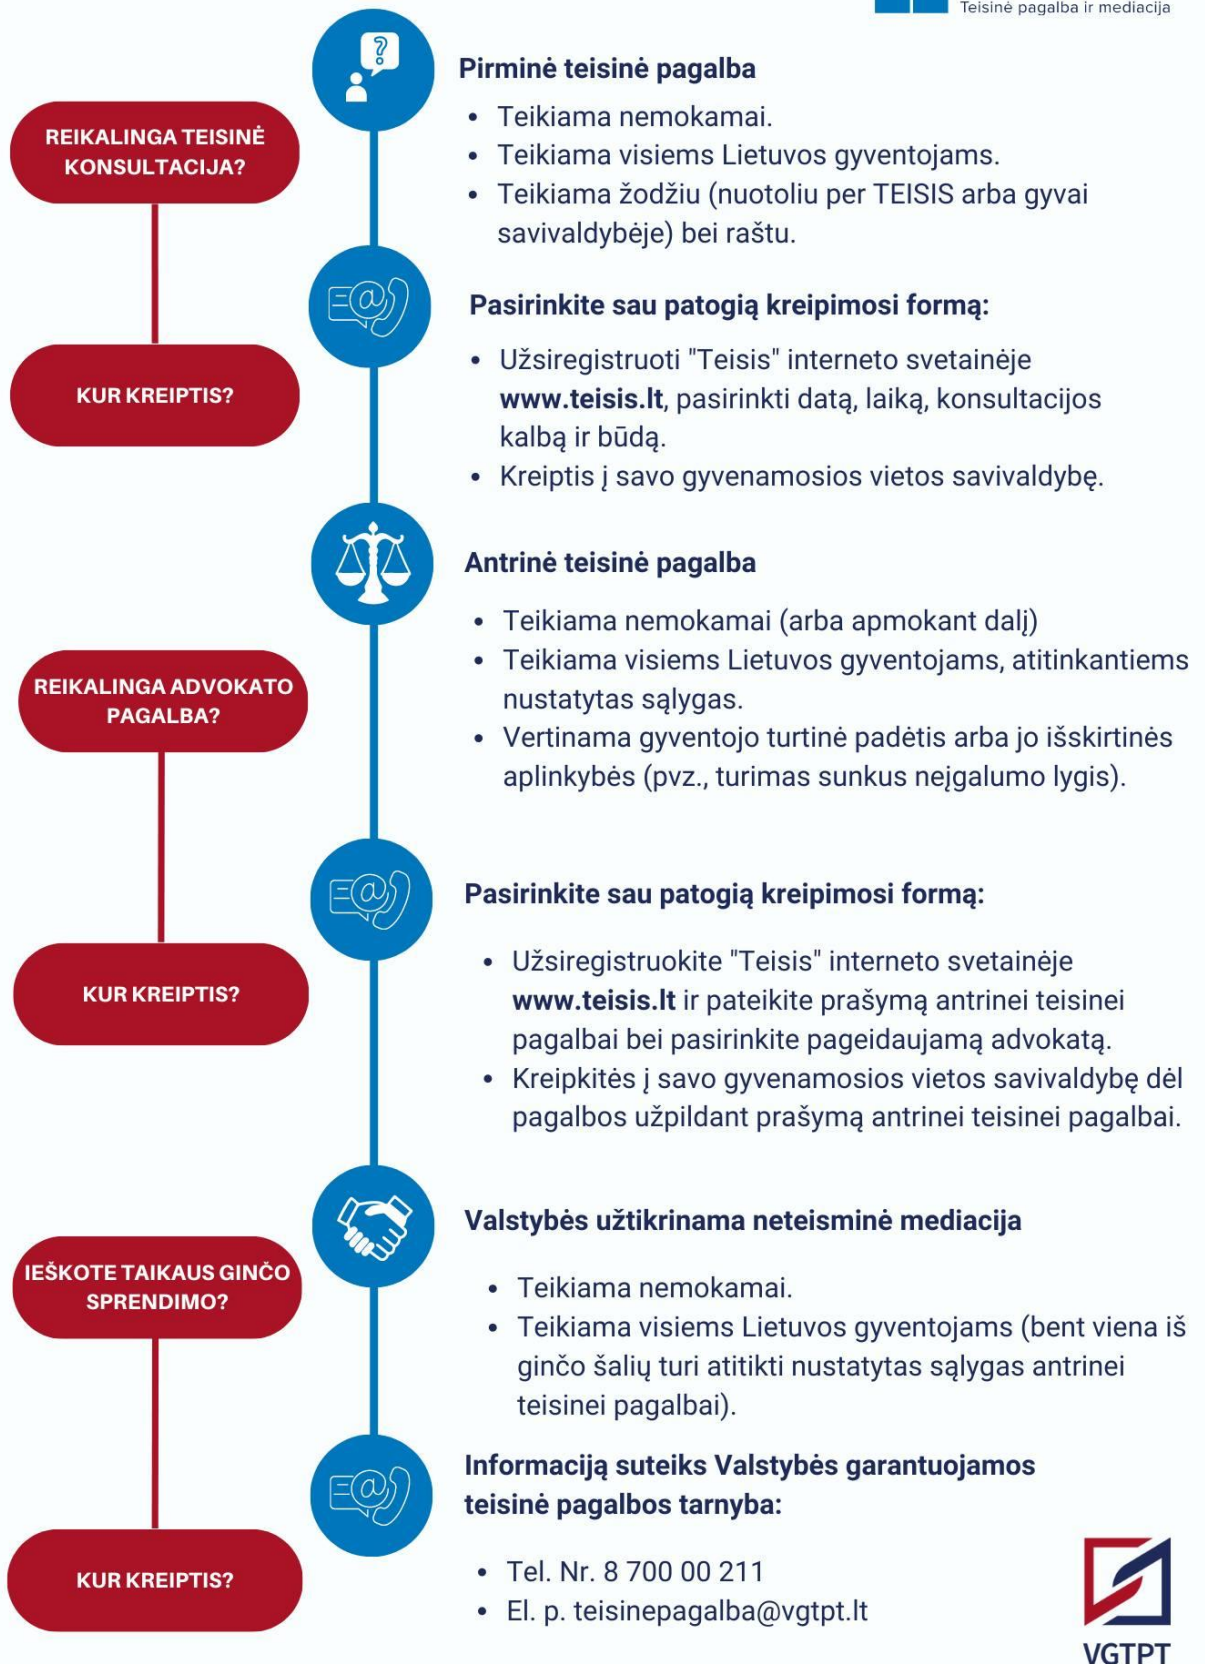 Teisinė pagalba ir mediacija
Pirminė teisinė pagalba
• Teikiama nemokamai.
• Teikiama visiems Lietuvos gyventojams.
• Teikiama žodžiu (nuotoliu per TEISIS arba gyvai
savivaldybėje) bei raštu.
REIKALINGA TEISINĖ
KONSULTACIJA?
Pasirinkite sau patogią kreipimosi formą:
• Užsiregistruoti "Teisis" interneto svetainėje
www.teisis.lt, pasirinkti datą, laiką, konsultacijos
kalbą ir būdą.
• Kreiptis į savo gyvenamosios vietos savivaldybę.
KUR KREIPTIS?
Antrinė teisinė pagalba
• Teikiama nemokamai (arba apmokant dalį)
• Teikiama visiems Lietuvos gyventojams, atitinkantiems
nustatytas sąlygas.
• Vertinama gyventojo turtinė padėtis arba jo išskirtinės
aplinkybės (pvz., turimas sunkus neįgalumo lygis).
REIKALINGA ADVOKATO
PAGALBA?
Pasirinkite sau patogią kreipimosi formą:
• Užsiregistruokite "Teisis" interneto svetainėje
www.teisis.lt ir pateikite prašymą antrinei teisinei
pagalbai bei pasirinkite pageidaujamą advokatą.
• Kreipkitės į savo gyvenamosios vietos savivaldybę dėl
pagalbos užpildant prašymą antrinei teisinei pagalbai.
KUR KREIPTIS?
Valstybės užtikrinama neteisminė mediacija
• Teikiama nemokamai.
• Teikiama visiems Lietuvos gyventojams (bent viena iš
ginčo šalių turi atitikti nustatytas sąlygas antrinei
teisinei pagalbai).
IEŠKOTE TAIKAUS GINČO
SPRENDIMO?
Informaciją suteiks Valstybės garantuojamos
teisinė pagalbos tarnyba:
• Tel. Nr. 8 700 00 211
• El. p. teisinepagalba@vgtpt.lt
KUR KREIPTIS?
VGTPT